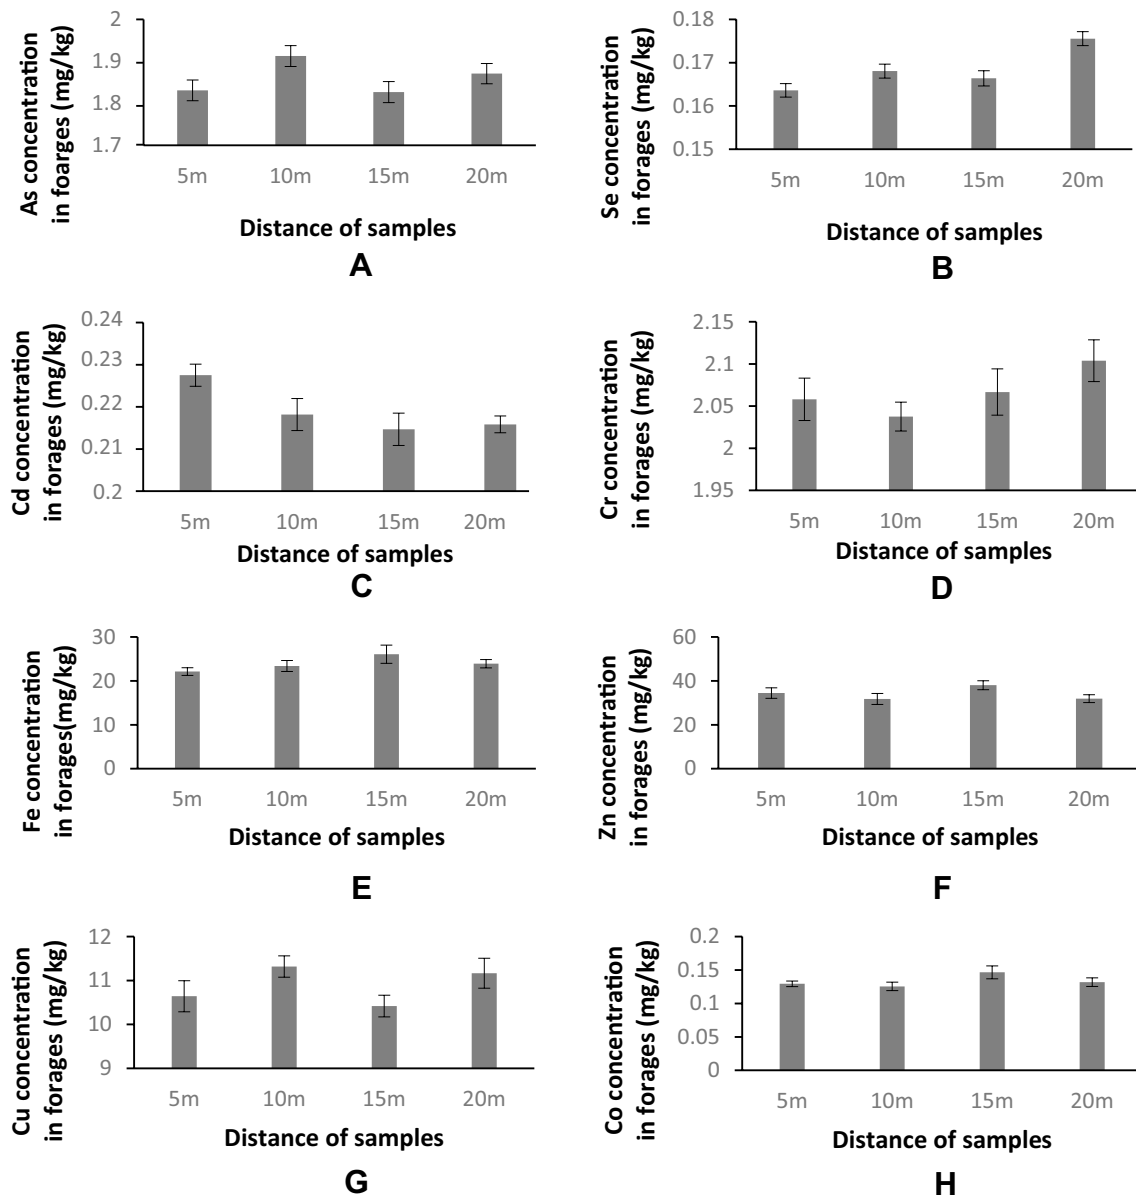 As concentration
in foarges (mg/kg)
2
1.9
1.8
1.7
5m 10m 15m 20m
Distance of samples
A
Se concentration
in forages (mg/kg)
0.18
0.17
0.16
0.15
5m 10m 15m 20m
Distance of samples
B
Cd concentration
in forages (mg/kg)
0.24
0.23
0.22
0.21
0.2
5m 10m 15m 20m
Distance of samples
C
Cr concentration
in forages (mg/kg)
2.15
2.1
2.05
2
1.95
5m 10m 15m 20m
Distance of samples
D
Fe concentration
in forages(mg/kg)
30
20
10
0
5m 10m 15m 20m
Distance of samples
E
Zn concentration
in forages (mg/kg)
60
40
20
0
5m 10m 15m 20m
Distance of samples
F
Cu concentration
in forages (mg/kg)
12
11
10
9
5m 10m 15m 20m
Distance of samples
G
Co concentration
in forages (mg/kg)
0.2
0.15
0.1
0.05
0
5m 10m 15m 20m
Distance of samples
H